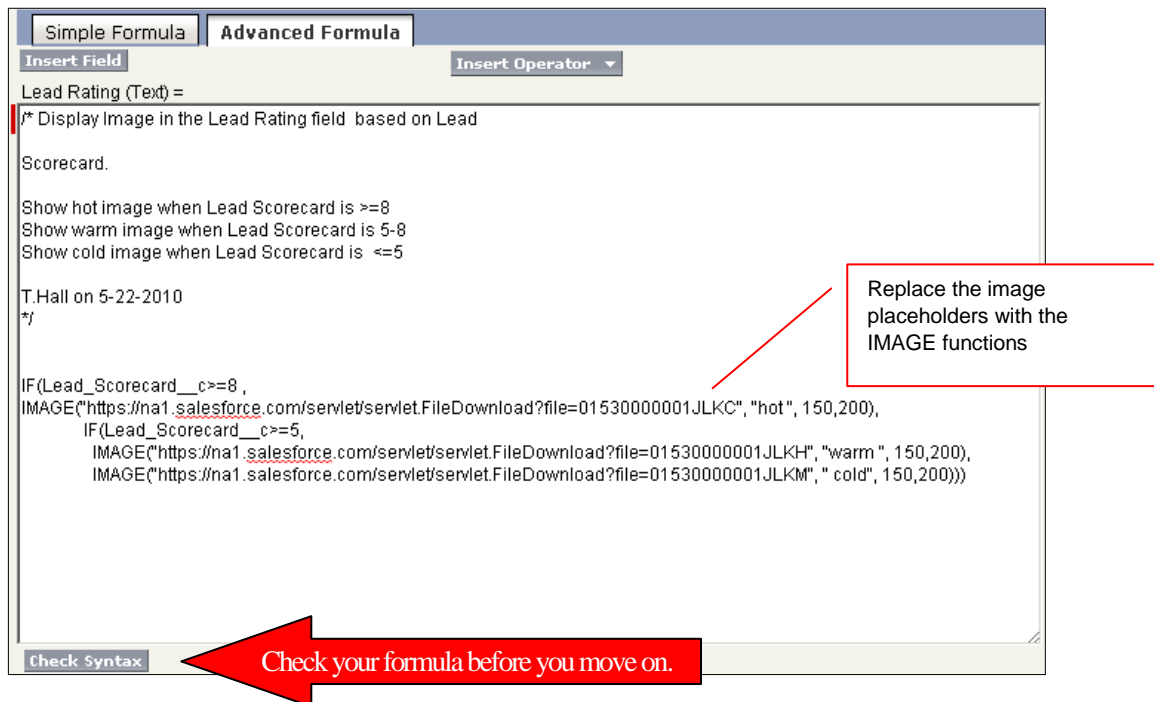 Simple Formula
Advanced Formula
Insert Field
Insert Operator
Lead Rating (Text) =
/* Display Image in the Lead Rating field  based on Lead
Scorecard.
Show hot image when Lead Scorecard is >=8
Show warm image when Lead Scorecard is 5-8
Show cold image when Lead Scorecard is  <=5
T.Hall on 5-22-2010
*/
Replace the image
placeholders with the
IMAGE functions
IF(Lead_Scorecard__c>=8 ,
IMAGE("https://na1.salesforce.com/servlet/servlet.FileDownload?file=01530000001JLKC", "hot ", 150,200),
IF(Lead_Scorecard__c>=5,
IMAGE("https://na1.salesforce.com/servlet/servlet.FileDownload?file=01530000001JLKH", "warm ", 150,200),
IMAGE("https://na1.salesforce.com/servlet/servlet.FileDownload?file=01530000001JLKM", " cold", 150,200)))
Check Syntax
Check your formula before you move on.